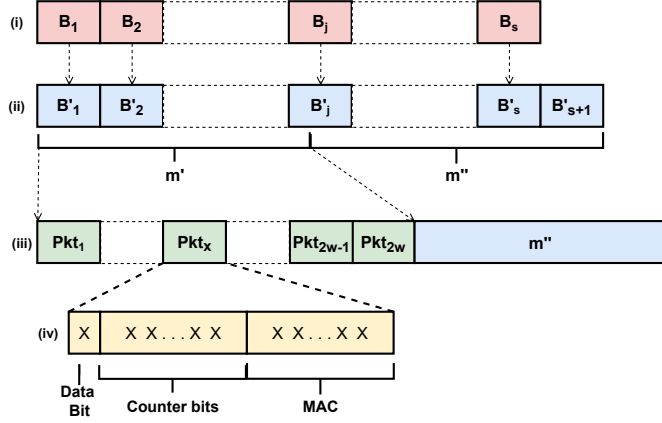 (i) B₁ B₂ Bⱼ Bₛ
(ii) B'₁ B'₂ B'ⱼ B'ₛ B'ₛ₊₁
m' m"
(iii) Pkt₁ Pktₓ Pkt₂w-1 Pkt₂w m"
(iv) X X X . . . X X X X . . . X X
Data
Bit Counter bits MAC